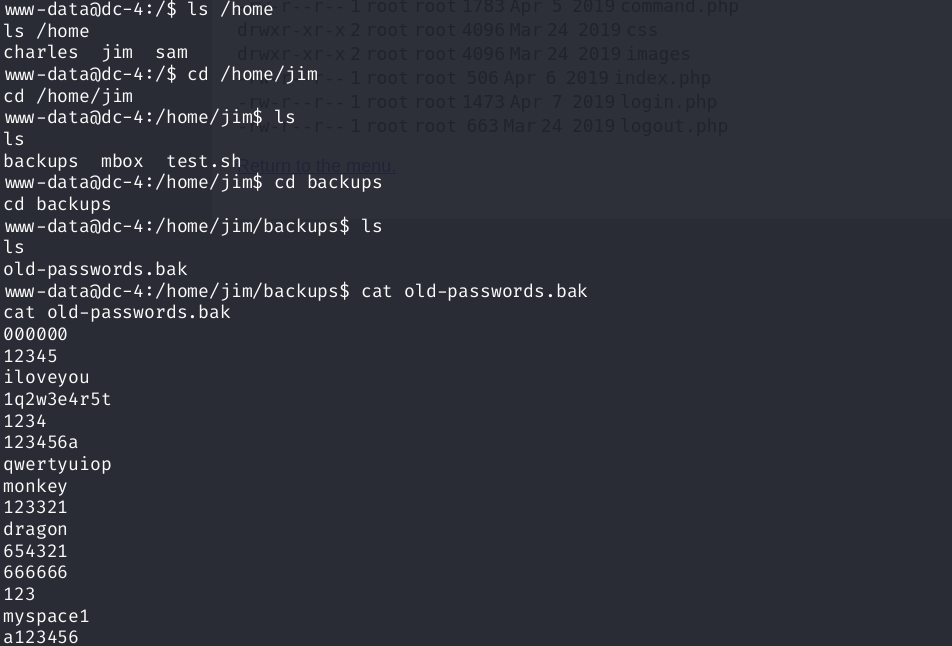 www-data@dc-4:/$ ls /home
ls /home
charles  jim  sam
www-data@dc-4:/$ cd /home/jim
cd /home/jim
www-data@dc-4:/home/jim$ ls
ls
backups  mbox  test.sh
www-data@dc-4:/home/jim$ cd backups
cd backups
www-data@dc-4:/home/jim/backups$ ls
ls
old-passwords.bak
www-data@dc-4:/home/jim/backups$ cat old-passwords.bak
cat old-passwords.bak
000000
12345
iloveyou
1q2w3e4r5t
1234
123456a
qwertyuiop
monkey
123321
dragon
654321
666666
123
myspace1
a123456
-r--r-- 1 root root 1783 Apr 5 2019 command.php
drwxr-xr-x 2 root root 4096 Mar 24 2019 css
drwxr-xr-x 2 root root 4096 Mar 24 2019 images
-rw-r--r-- 1 root root 506 Apr 6 2019 index.php
-rw-r--r-- 1 root root 1473 Apr 7 2019 login.php
-rw-r--r-- 1 root root 663 Mar 24 2019 logout.php
Return to the menu.